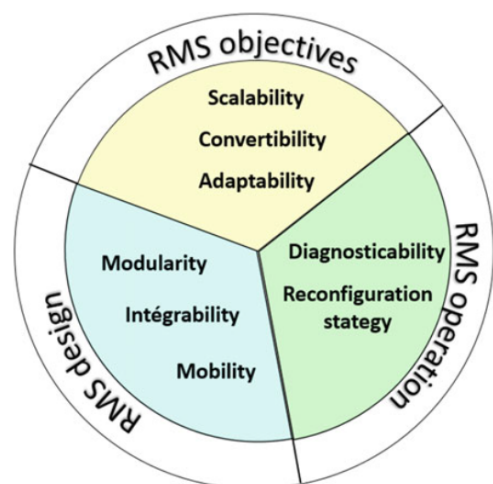 RMS objectives
Scalability
Convertibility
Adaptability
RMS operation
Diagnosticability
Reconfiguration
stategy
RMS design
Modularity
Intégrability
Mobility